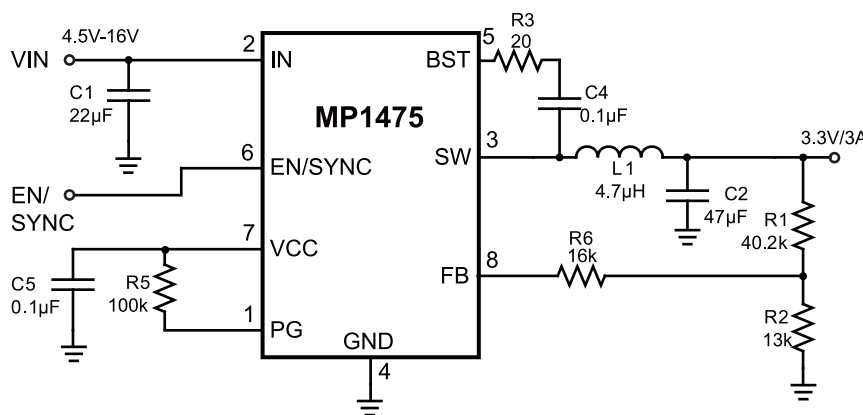 VIN
4.5V-16V
2
IN
C1
22µF
MP1475
BST
5
R3
20
C4
0.1µF
SW
3
L1
4.7µH
3.3V/3A
C2
47µF
R1
40.2k
6
EN/SYNC
EN/
SYNC
7
VCC
C5
0.1µF
R5
100k
1
PG
FB
8
R6
16k
R2
13k
GND
4